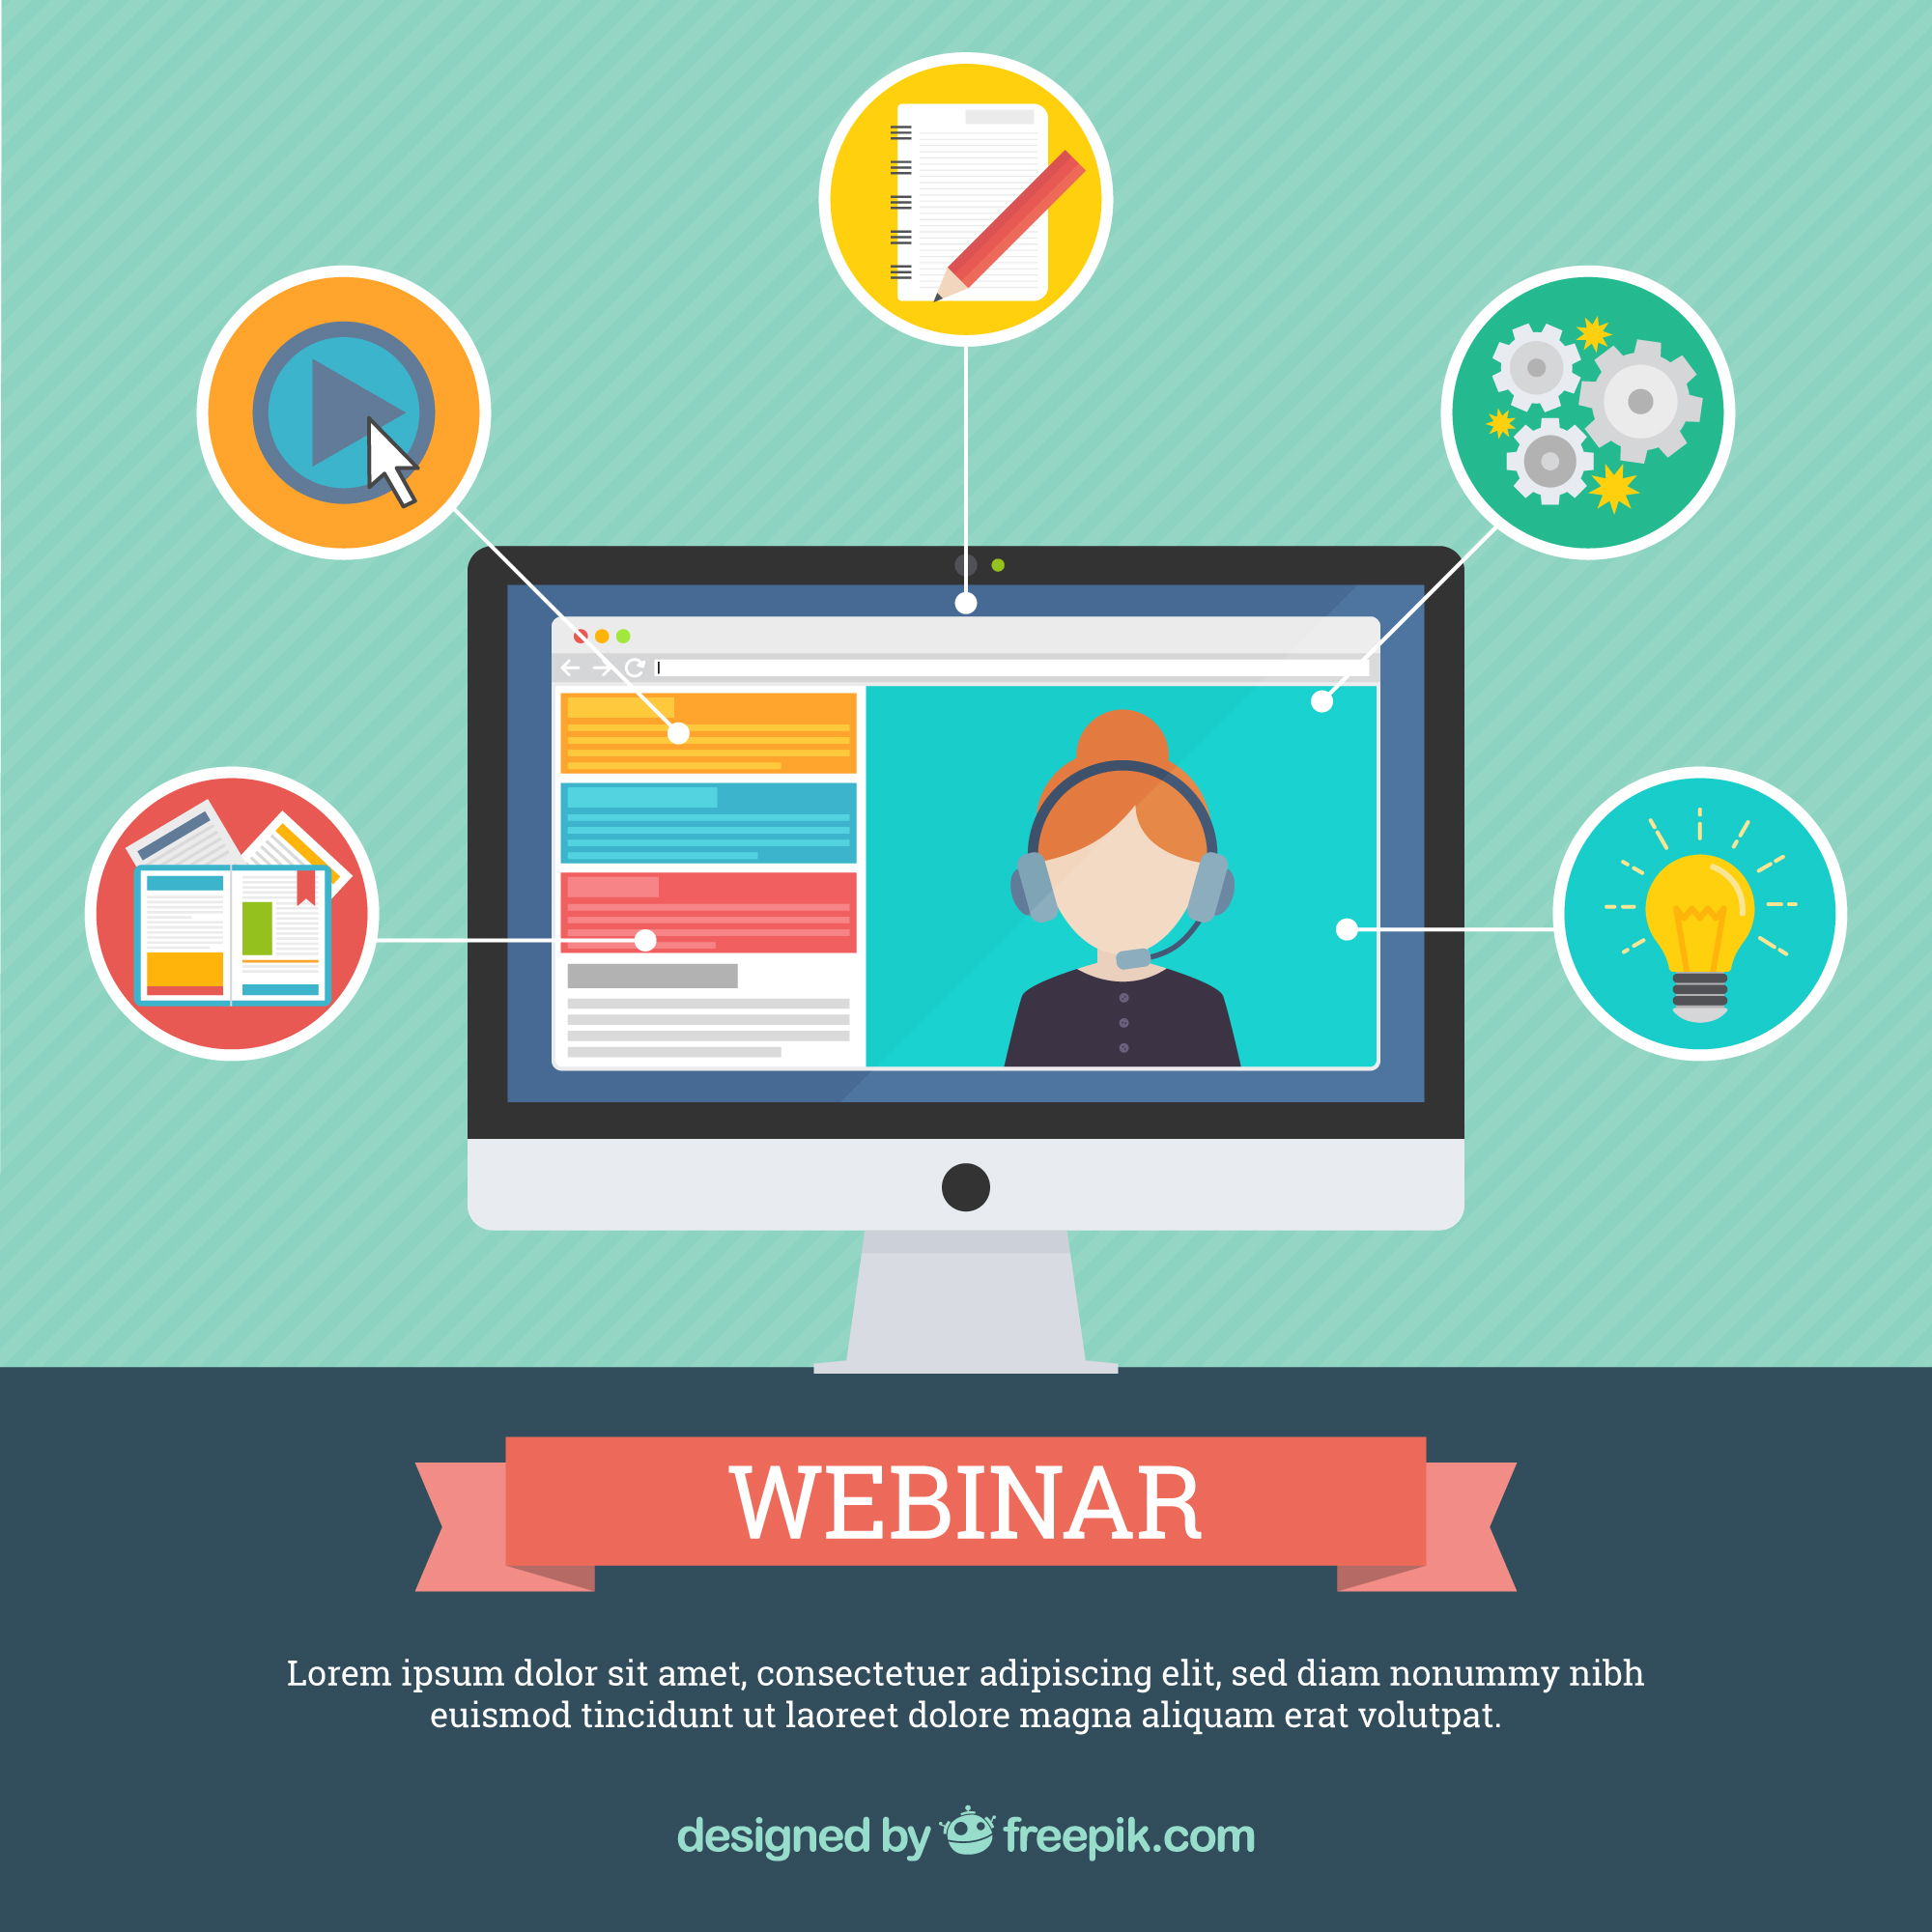 WEBINAR
Lorem ipsum dolor sit amet, consectetuer adipiscing elit, sed diam nonummy nibh
euismod tincidunt ut laoreet dolore magna aliquam erat volutpat.
designed by freepik.com